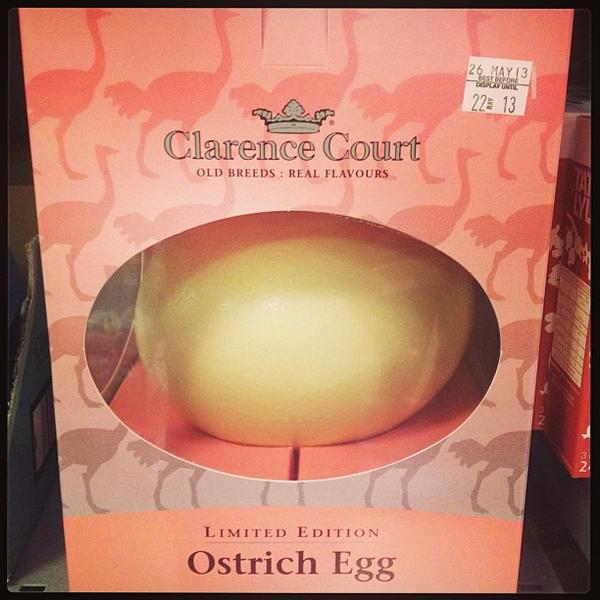 26 MAY 13
BEST BEFORE
DISPLAY UNTIL
22 MAY 13
Clarence Court
OLD BREEDS : REAL FLAVOURS
LIMITED EDITION
Ostrich Egg